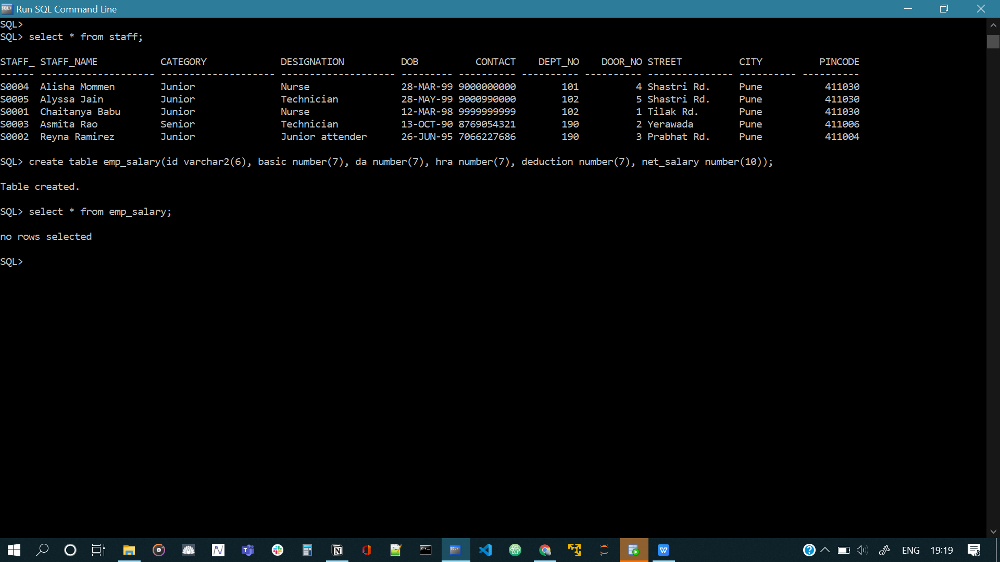 Run SQL Command Line
SQL>
SQL> select * from staff;
STAFF_ STAFF_NAME           CATEGORY             DESIGNATION          DOB          CONTACT    DEPT_NO    DOOR_NO STREET          CITY          PINCODE
------ -------------------- -------------------- -------------------- --------- ---------- ---------- ---------- --------------- ---------- ----------
S0004  Alisha Mommen        Junior               Nurse                28-MAR-99 9000000000        101          4 Shastri Rd.     Pune           411030
S0005  Alyssa Jain          Junior               Technician           28-MAY-99 9000990000        102          5 Shastri Rd.     Pune           411030
S0001  Chaitanya Babu       Junior               Nurse                12-MAR-98 9999999999        102          1 Tilak Rd.       Pune           411030
S0003  Asmita Rao           Senior               Technician           13-OCT-90 8769054321        190          2 Yerawada        Pune           411006
S0002  Reyna Ramirez        Junior               Junior attender      26-JUN-95 7066227686        190          3 Prabhat Rd.     Pune           411004
SQL> create table emp_salary(id varchar2(6), basic number(7), da number(7), hra number(7), deduction number(7), net_salary number(10));
Table created.
SQL> select * from emp_salary;
no rows selected
SQL>
ENG 19:19